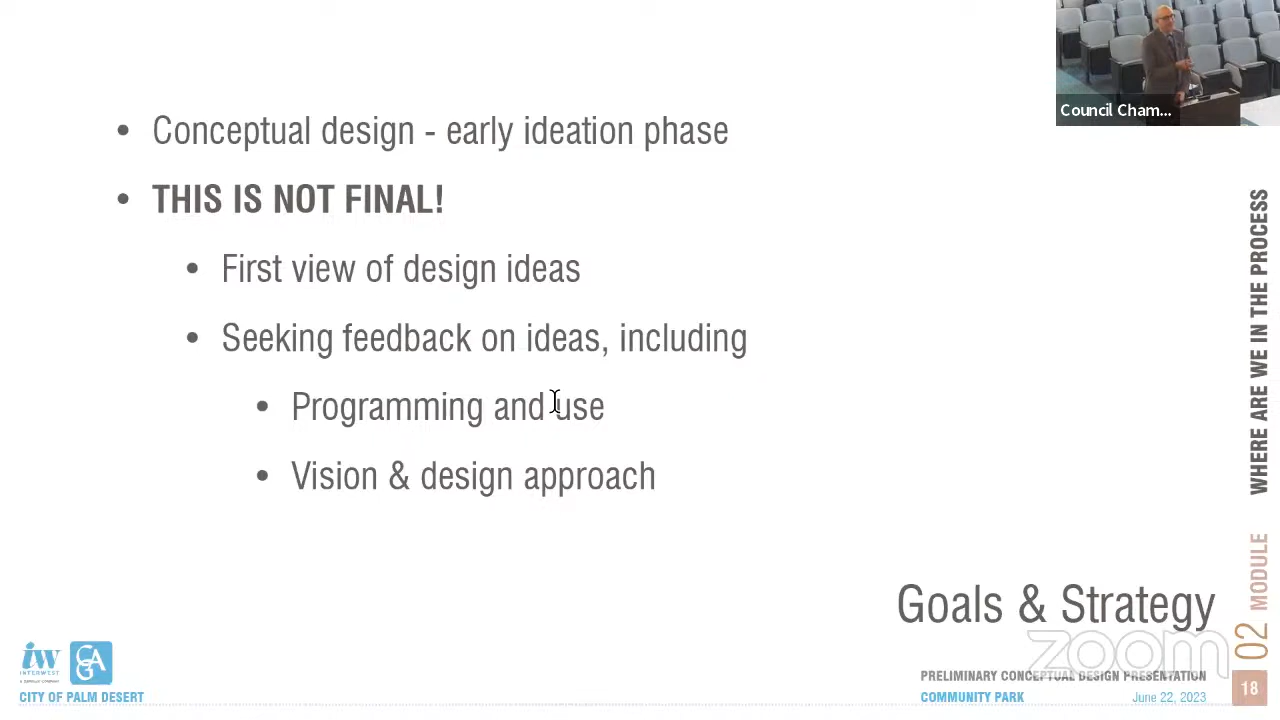 Council Cham...
• Conceptual design - early ideation phase
• THIS IS NOT FINAL!
• First view of design ideas
• Seeking feedback on ideas, including
• Programming and use
• Vision & design approach
WHERE ARE WE IN THE PROCESS
02 MODULE
Goals & Strategy
zoom
iw
INTERWEST
CITY OF PALM DESERT
PRELIMINARY CONCEPTUAL DESIGN PRESENTATION
COMMUNITY PARK
June 22, 2023
18